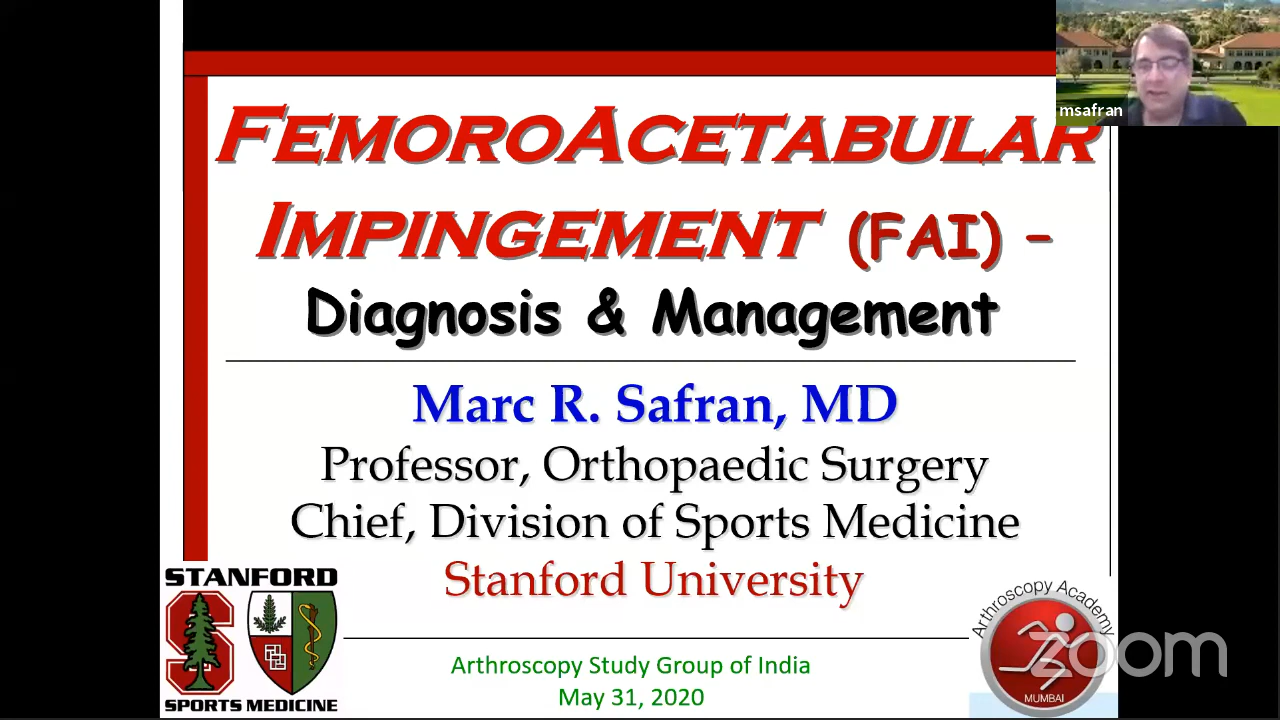 msafran
FemoroAcetabular
Impingement (FAI) –
Diagnosis & Management
Marc R. Safran, MD
Professor, Orthopaedic Surgery
Chief, Division of Sports Medicine
Stanford University
STANFORD
S
SPORTS MEDICINE
Arthroscopy Study Group of India
May 31, 2020
Arthroscopy Academy
MUMBAI
zoom